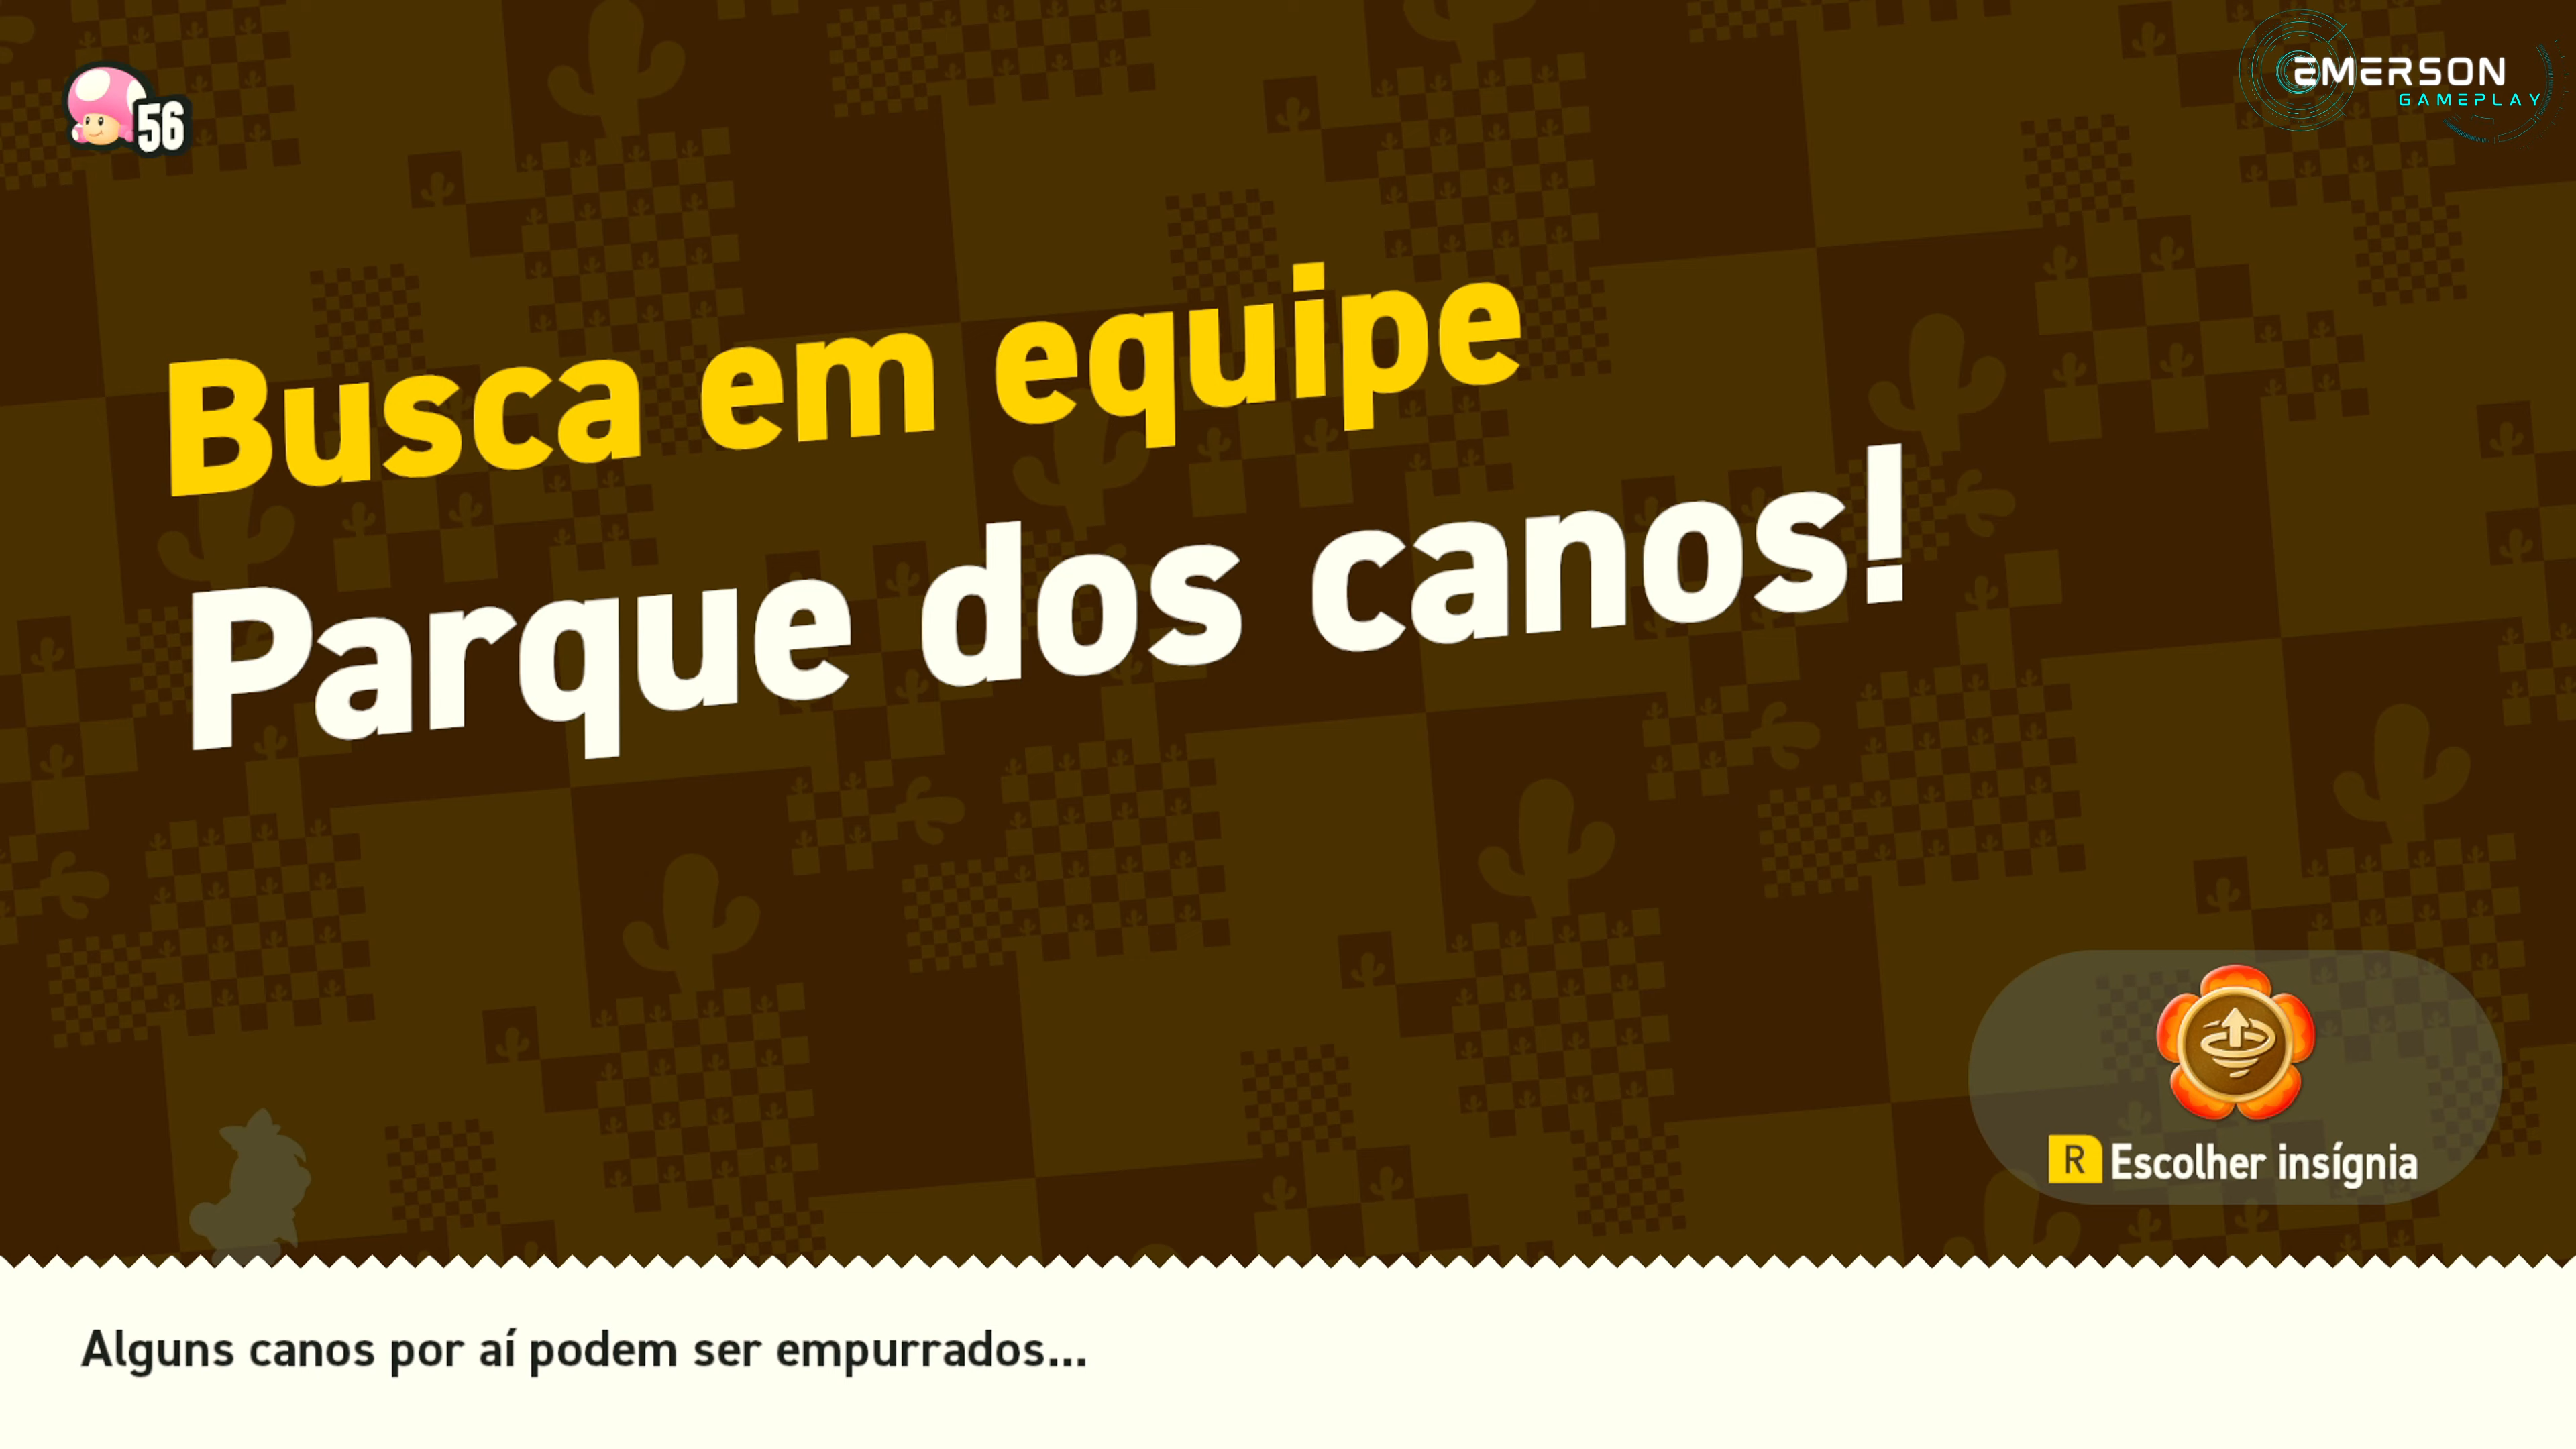 56
EMERSON
GAMEPLAY
Busca em equipe
Parque dos canos!
R Escolher insígnia
Alguns canos por aí podem ser empurrados...